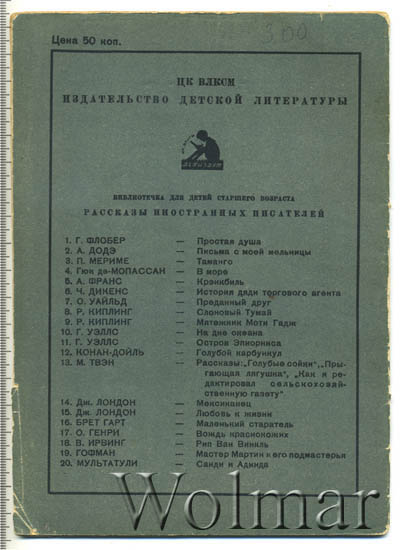 300
Цена 50 коп.
ЦК ВЛКСМ
ИЗДАТЕЛЬСТВО ДЕТСКОЙ ЛИТЕРАТУРЫ
ДЕТИЗДАТ
БИБЛИОТЕЧКА ДЛЯ ДЕТЕЙ СТАРШЕГО ВОЗРАСТА
РАССКАЗЫ ИНОСТРАННЫХ ПИСАТЕЛЕЙ
1. Г. ФЛОБЕР — Простая душа
2. А. ДОДЭ — Письма с моей мельницы
3. П. МЕРИМЕ — Таманго
4. Гюи де-МОПАССАН — В море
5. А. ФРАНС — Кренкбиль
6. Ч. ДИКЕНС — История дяди торгового агента
7. О. УАЙЛЬД — Преданный друг
8. Р. КИПЛИНГ — Слоновый Тумай
9. Р. КИПЛИНГ — Мятежник Моти Гадж
10. Г. УЭЛЛС — На дне океана
11. Г. УЭЛЛС — Остров Эпиорниса
12. КОНАН-ДОЙЛЬ — Голубой карбункул
13. М. ТВЭН — Рассказы: „Голубые сойки", „Прыгающая
лягушка", „Как я
редактировал сельскохозяйственную
газету"
14. Дж. ЛОНДОН — Мексиканец
15. Дж. ЛОНДОН — Любовь к жизни
16. БРЕТ ГАРТ — Маленький старатель
17. О. ГЕНРИ — Вождь краснокожих
18. В. ИРВИНГ — Рип Ван Винкль
19. ГОФМАН — Мастер Мартин и его подмастерья
20. МУЛЬТАТУЛИ — Саиди и Адинда
Wolmar